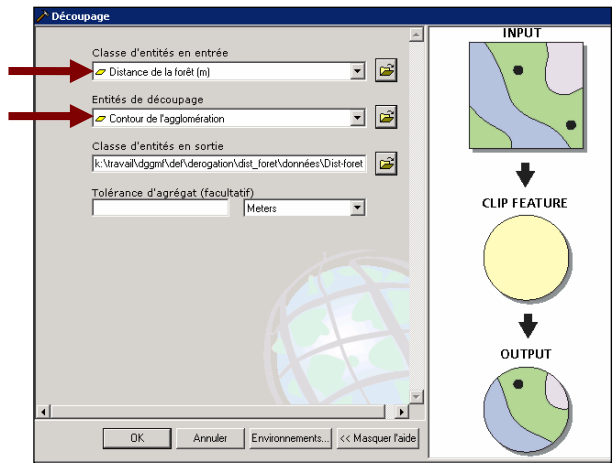 Découpage
Classe d'entités en entrée
Distance de la forêt (m)
Entités de découpage
Contour de l'agglomération
Classe d'entités en sortie
k:\travail\dggmf\def\derogation\dist_foret\données\Dist-foret
Tolérance d'agrégat (facultatif)
Meters
OK
Annuler
Environnements...
<< Masquer l'aide
INPUT
CLIP FEATURE
OUTPUT